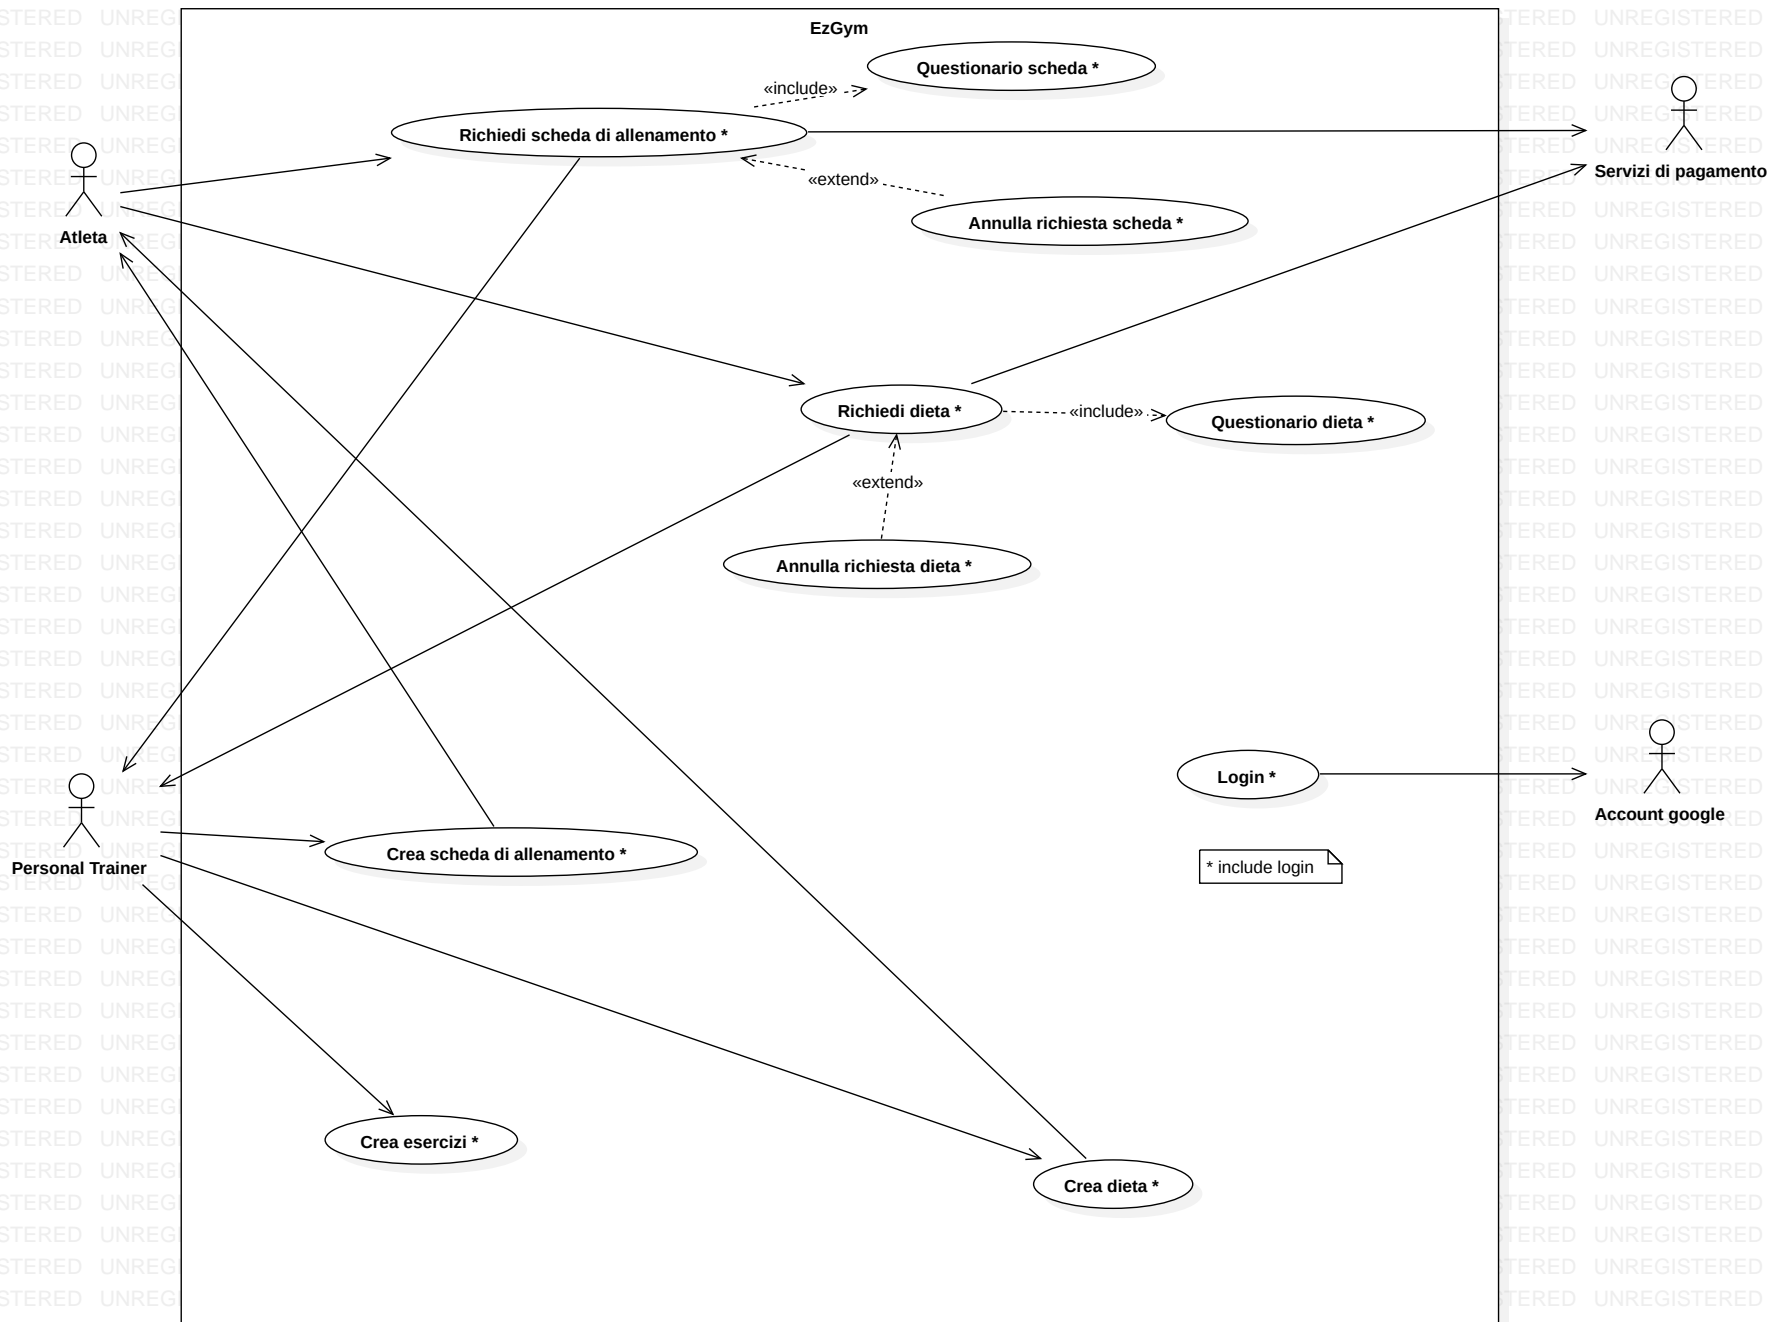 EzGym
Questionario scheda *
«include»
Richiedi scheda di allenamento *
«extend»
Servizi di pagamento
Annulla richiesta scheda *
Atleta
Richiedi dieta *
«include»
Questionario dieta *
«extend»
Annulla richiesta dieta *
Login *
Account google
Crea scheda di allenamento *
Personal Trainer
* include login
Crea esercizi *
Crea dieta *
UNREGISTERED